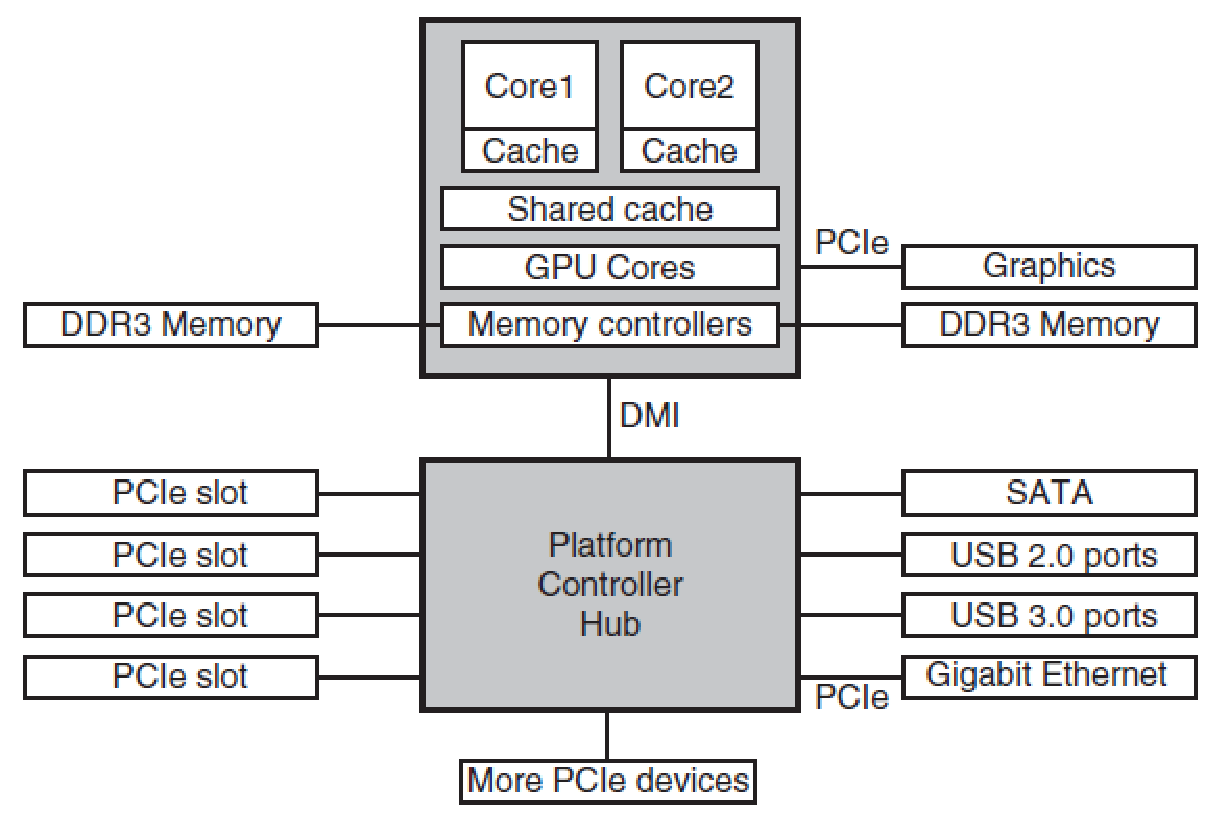 Core1
Core2
Cache
Cache
Shared cache
PCIe
GPU Cores
Graphics
DDR3 Memory
Memory controllers
DDR3 Memory
DMI
PCIe slot
SATA
PCIe slot
Platform
Controller
Hub
USB 2.0 ports
PCIe slot
USB 3.0 ports
PCIe slot
Gigabit Ethernet
PCIe
More PCIe devices